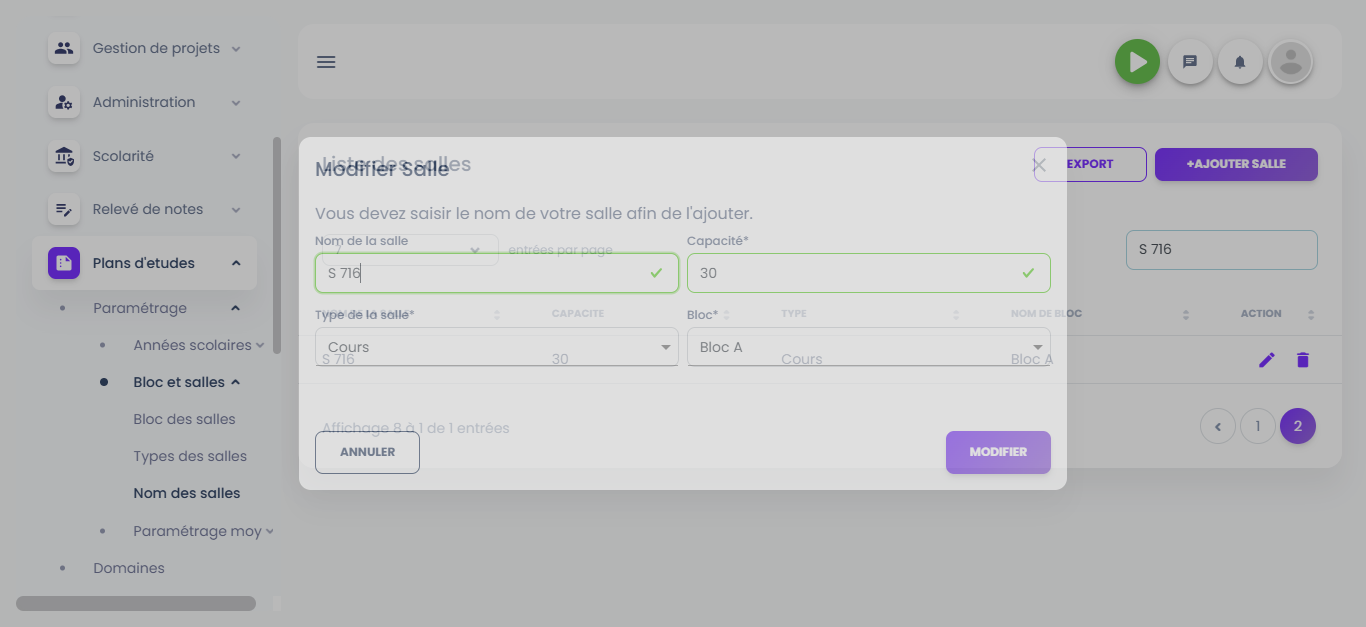 Gestion de projets
Administration
Scolarité
Relevé de notes
Plans d'etudes
Paramétrage
Années scolaires
Bloc et salles
Bloc des salles
Types des salles
Nom des salles
Paramétrage moy
Domaines
Liste des salles
EXPORT
+AJOUTER SALLE
7 entrées par page
S 716
CAPACITE TYPE NOM DE BLOC ACTION
S 716 30 Cours Bloc A
Affichage 8 à 1 de 1 entrées
1 2
Modifier Salle
Vous devez saisir le nom de votre salle afin de l'ajouter.
Nom de la salle Capacité*
S 716 30
Type de la salle* Bloc*
Cours Bloc A
ANNULER MODIFIER